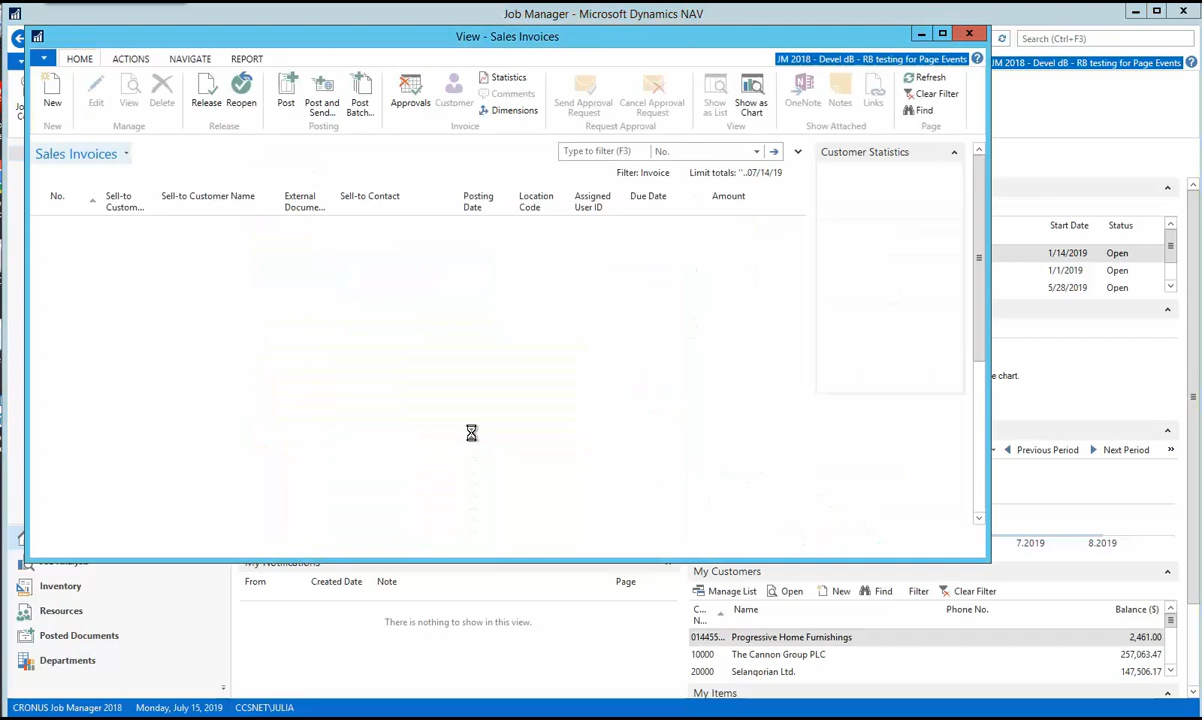 Job Manager - Microsoft Dynamics NAV
View - Sales Invoices
Search (Ctrl+F3)
HOME ACTIONS NAVIGATE REPORT
JM 2018 - Devel dB - RB testing for Page Events
JM 2018 - Devel dB - RB testing for Page Events
New Edit View Delete Release Reopen Post Post and Send... Post Batch... Approvals Customer Statistics Comments Dimensions Send Approval Request Cancel Approval Request Show as List Show as Chart OneNote Notes Links Refresh Clear Filter Find
New Manage Release Posting Invoice Request Approval View Show Attached Page
Sales Invoices
Type to filter (F3) No.
Customer Statistics
Filter: Invoice Limit totals: ''..07/14/19
No. Sell-to Custom... Sell-to Customer Name External Docume... Sell-to Contact Posting Date Location Code Assigned User ID Due Date Amount
Start Date Status
1/14/2019 Open
1/1/2019 Open
5/28/2019 Open
e chart.
Previous Period Next Period
7.2019 8.2019
Inventory
Resources
Posted Documents
Departments
My Notifications
From Created Date Note Page
There is nothing to show in this view.
My Customers
Manage List Open New Find Filter Clear Filter
C... N... Name Phone No. Balance ($)
014455... Progressive Home Furnishings 2,461.00
10000 The Cannon Group PLC 257,063.47
20000 Selangorian Ltd. 147,506.17
My Items
CRONUS Job Manager 2018 Monday, July 15, 2019 CCSNET\JULIA